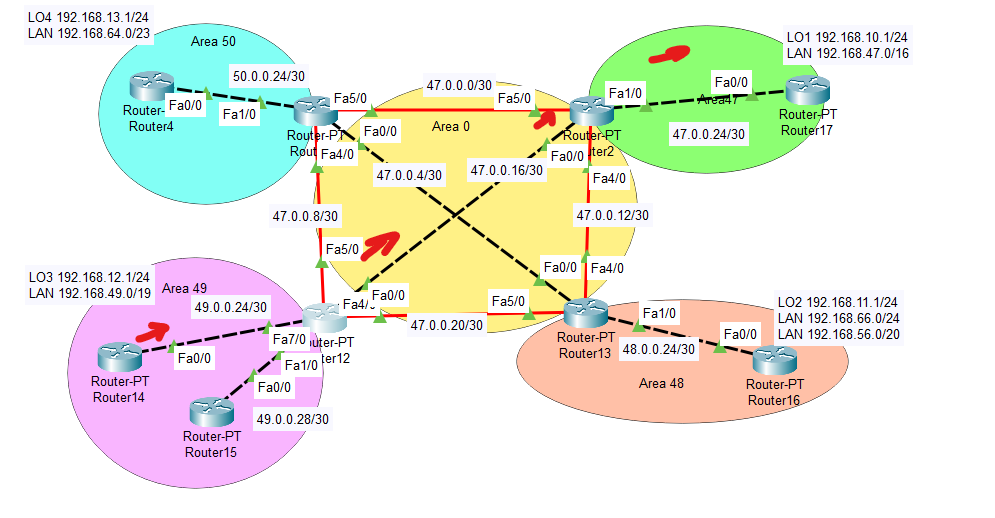 LO4 192.168.13.1/24
LAN 192.168.64.0/23
Area 50
50.0.0.24/30
Fa0/0
Fa1/0
Router4
Fa5/0
47.0.0.0/30
Fa5/0
Area 0
Router-PT
Fa0/0
Fa4/0
47.0.0.4/30
47.0.0.16/30
Router-PT
Fa0/0
Fa4/0
LO1 192.168.10.1/24
LAN 192.168.47.0/16
Fa1/0
Fa0/0
Area47
Router-PT
Router17
47.0.0.24/30
47.0.0.8/30
47.0.0.12/30
Fa5/0
Fa0/0
Fa4/0
Fa0/0
Fa5/0
47.0.0.20/30
LO3 192.168.12.1/24
LAN 192.168.49.0/19
Area 49
49.0.0.24/30
Fa0/0
Fa7/0
Fa1/0
Router-PT
Router14
Fa0/0
49.0.0.28/30
Router-PT
Router15
Router-PT
Router13
LO2 192.168.11.1/24
LAN 192.168.66.0/24
LAN 192.168.56.0/20
Fa1/0
Fa0/0
48.0.0.24/30
Area 48
Router-PT
Router16